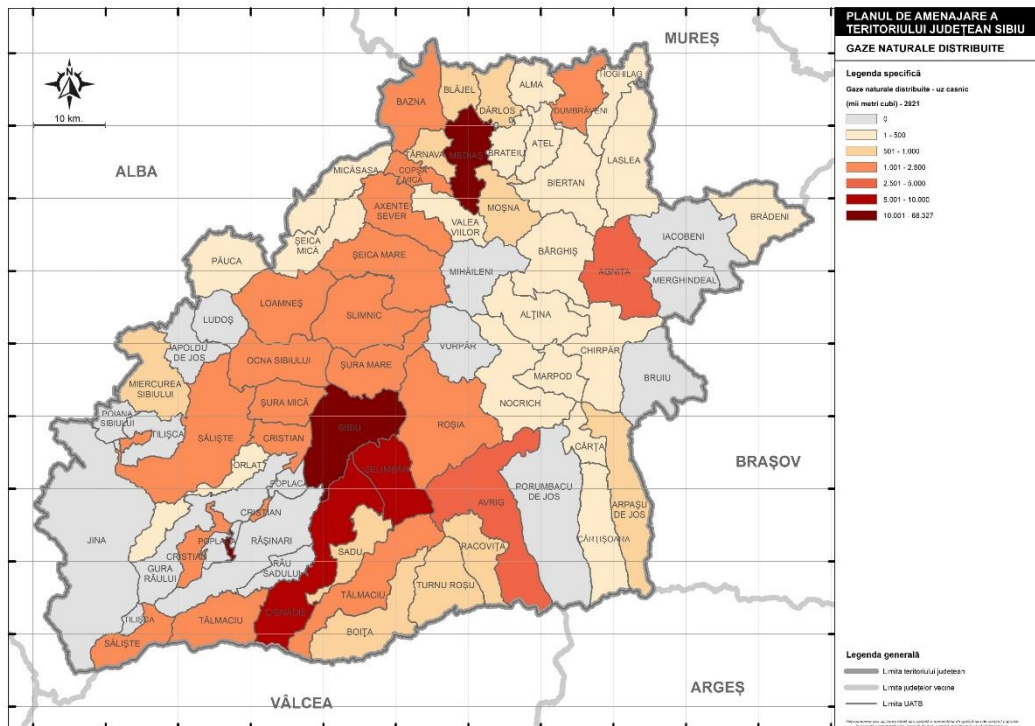 PLANUL DE AMENAJARE A
TERITORIULUI JUDEȚEAN SIBIU
GAZE NATURALE DISTRIBUITE
Legenda specifică
Gaze naturale distribuite - uz casnic
(mii metri cubi) - 2021
0
1 - 500
501 - 1.000
1.001 - 2.500
2.501 - 5.000
5.001 - 10.000
10.001 - 68.327
MUREȘ
N
10 km.
ALBA
BRAȘOV
VÂLCEA
ARGEȘ
HOGHILAG
ALMA
BLĂJEL
BAZNA
DÂRLOS
DUMBRĂVENI
TÂRNAVA
MEDIAȘ
BRATEIU
AȚEL
LASLEA
MICĂSASA
COPȘA
MICĂ
BIERTAN
AXENTE
SEVER
MOȘNA
VALEA
VIILOR
BRĂDENI
IACOBENI
ȘEICA
MICĂ
ȘEICA MARE
BÂRGHIȘ
PĂUCA
MIHĂILENI
AGNITA
MERGHINDEAL
LOAMNEȘ
SLIMNIC
ALȚINA
LUDOȘ
VURPĂR
APOLDU
DE JOS
CHIRPĂR
OCNA SIBIULUI
ȘURA MARE
MARPOD
BRUIU
MIERCUREA
SIBIULUI
ȘURA MICĂ
NOCRICH
POIANA
SIBIULUI
TILIȘCA
SĂLIȘTE
CRISTIAN
SIBIU
ROȘIA
CÂRȚA
ORLAT
ȘELIMBĂR
POPLACA
PORUMBACU
DE JOS
AVRIG
ARPAȘU
DE JOS
CRISTIAN
JINA
RĂȘINARI
CÂRȚIȘOARA
CRISTIAN
GURA
RÂULUI
SADU
RACOVIȚA
RÂU
SADULUI
TURNU ROȘU
TĂLMACIU
CISNĂDIE
TILIȘCA
TĂLMACIU
BOIȚA
SĂLIȘTE
Legenda generală
Limita teritoriului județean
Limita județelor vecine
Limita UATB